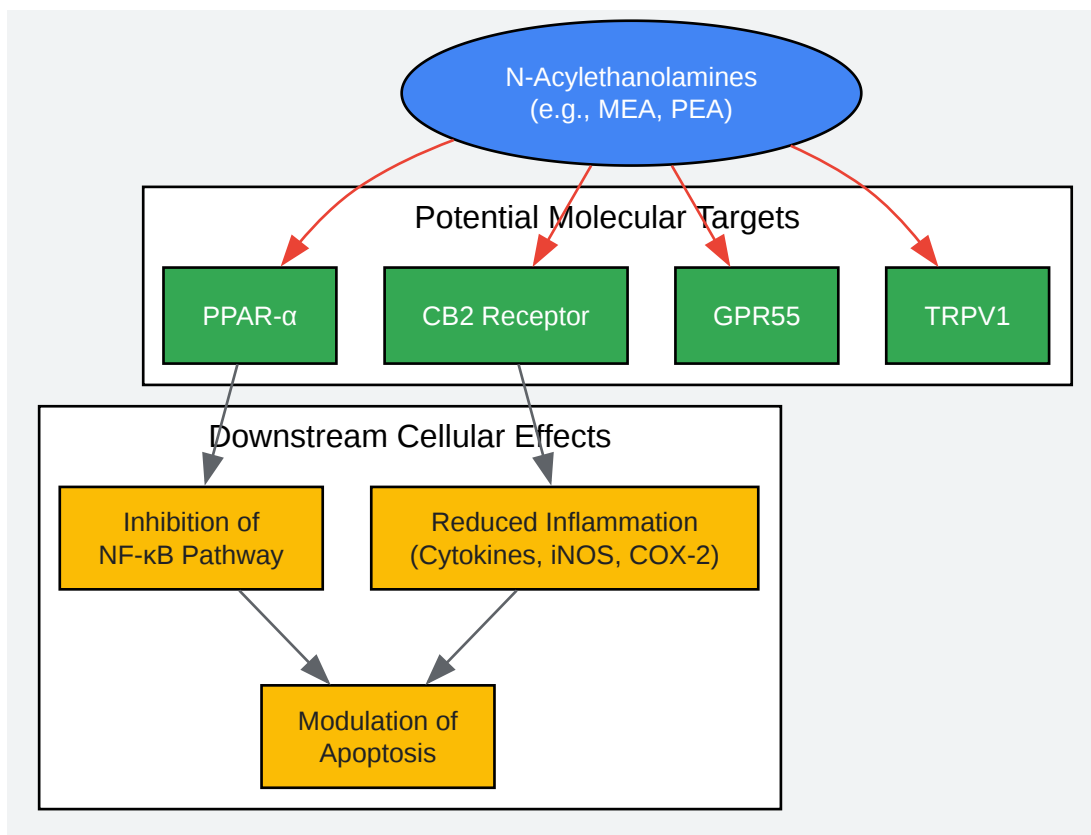 N-Acylethanolamines
(e.g., MEA, PEA)
Potential Molecular Targets
PPAR-α
CB2 Receptor
GPR55
TRPV1
Downstream Cellular Effects
Inhibition of
NF-κB Pathway
Reduced Inflammation
(Cytokines, iNOS, COX-2)
Modulation of
Apoptosis